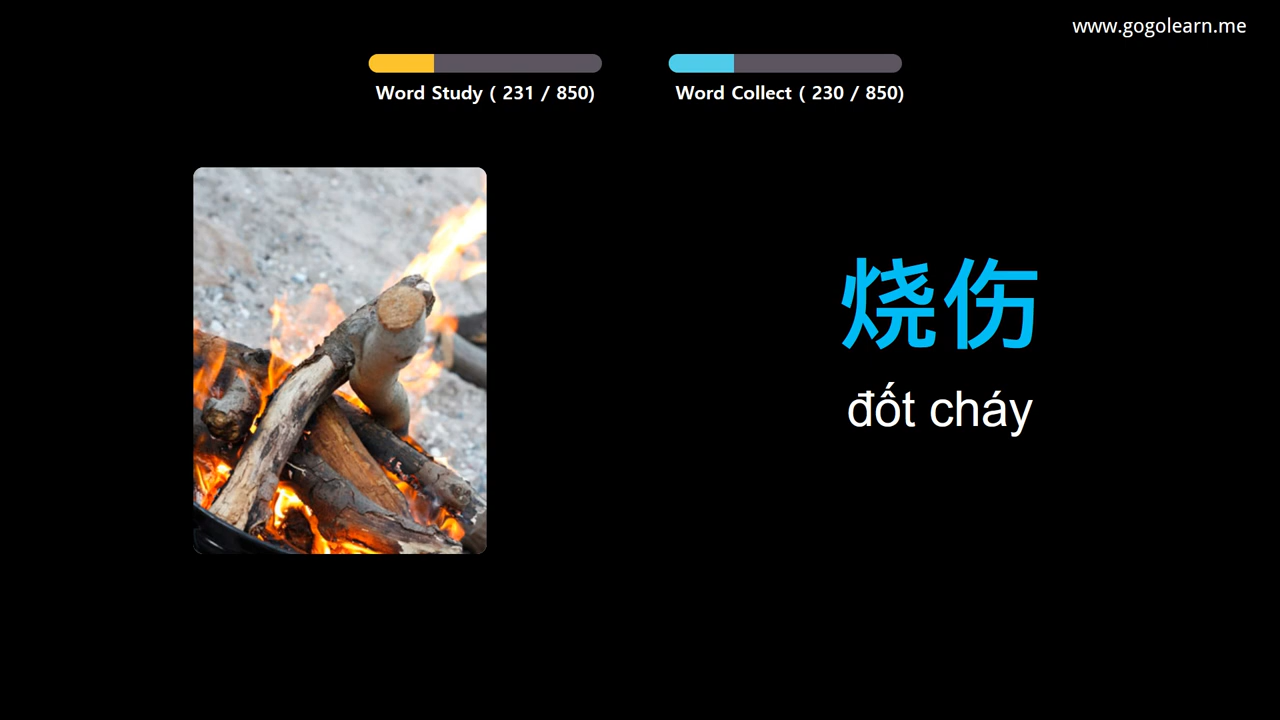 www.gogolearn.me
Word Study ( 231 / 850)
Word Collect ( 230 / 850)
烧伤
đốt cháy